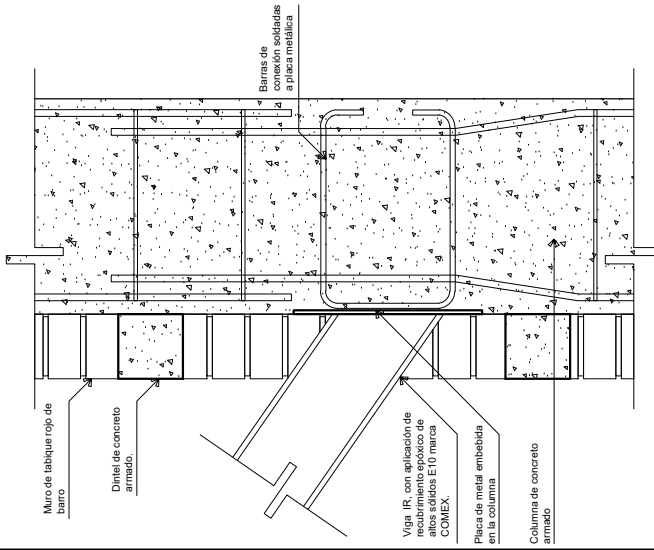 Barras de
conexión soldadas
a placa metálica
Muro de tabique rojo de
barro
Dintel de concreto
armado.
Viga IR, con aplicación de
recubrimiento epóxico de
altos sólidos E10 marca
COMEX.
Placa de metal embebida
en la columna
Columna de concreto
armado